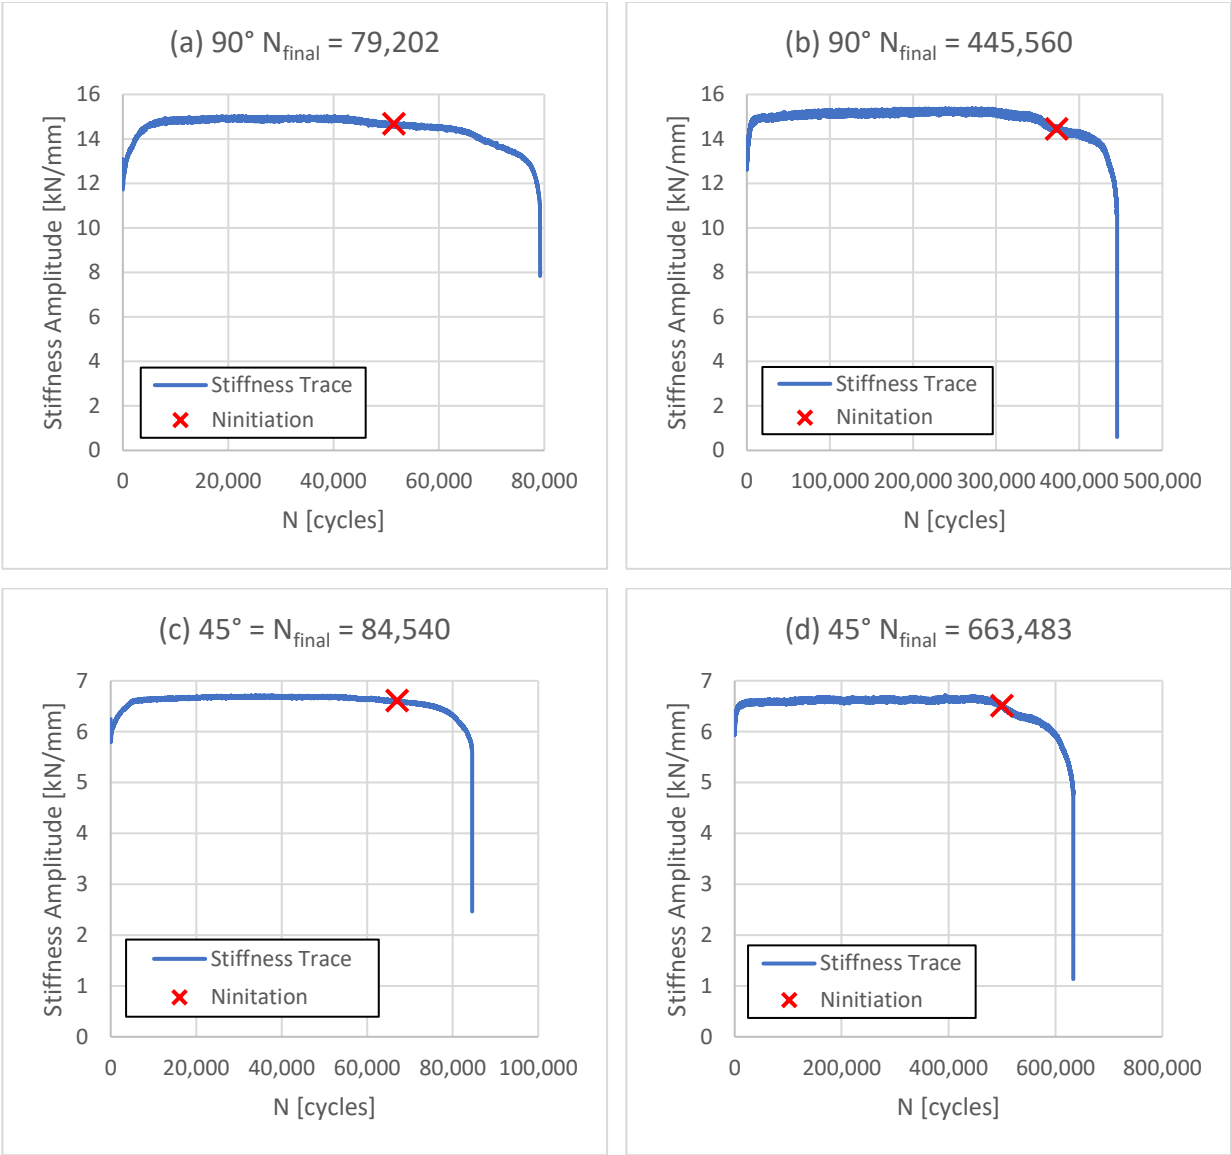 (a) 90° Nfinal = 79,202
16
14
12
10
8
6
4
2
0
Stiffness Amplitude [kN/mm]
Stiffness Trace
Ninitiation
0 20,000 40,000 60,000 80,000
N [cycles]
(b) 90° Nfinal = 445,560
16
14
12
10
8
6
4
2
0
Stiffness Amplitude [kN/mm]
Stiffness Trace
Ninitation
0 100,000 200,000 300,000 400,000 500,000
N [cycles]
(c) 45° = Nfinal = 84,540
7
6
5
4
3
2
1
0
Stiffness Amplitude [kN/mm]
Stiffness Trace
Ninitation
0 20,000 40,000 60,000 80,000 100,000
N [cycles]
(d) 45° Nfinal = 663,483
7
6
5
4
3
2
1
0
Stiffness Amplitude [kN/mm]
Stiffness Trace
Ninitiation
0 200,000 400,000 600,000 800,000
N [cycles]